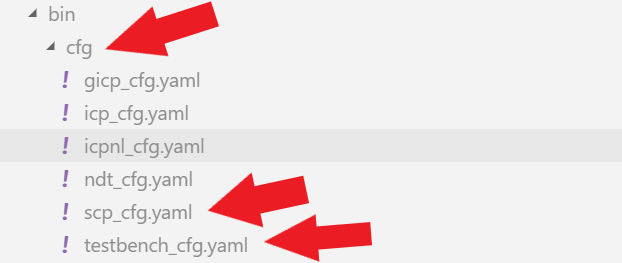 bin
cfg
! gicp_cfg.yaml
! icp_cfg.yaml
! icpnl_cfg.yaml
! ndt_cfg.yaml
! scp_cfg.yaml
! testbench_cfg.yaml